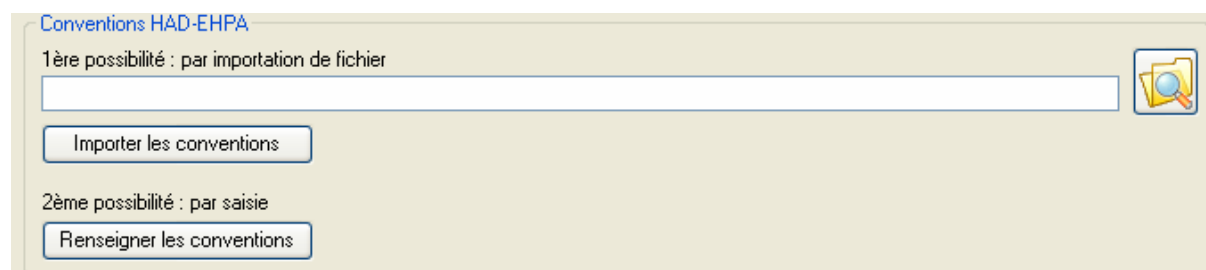 Conventions HAD-EHPA
1ère possibilité : par importation de fichier
Importer les conventions
2ème possibilité : par saisie
Renseigner les conventions